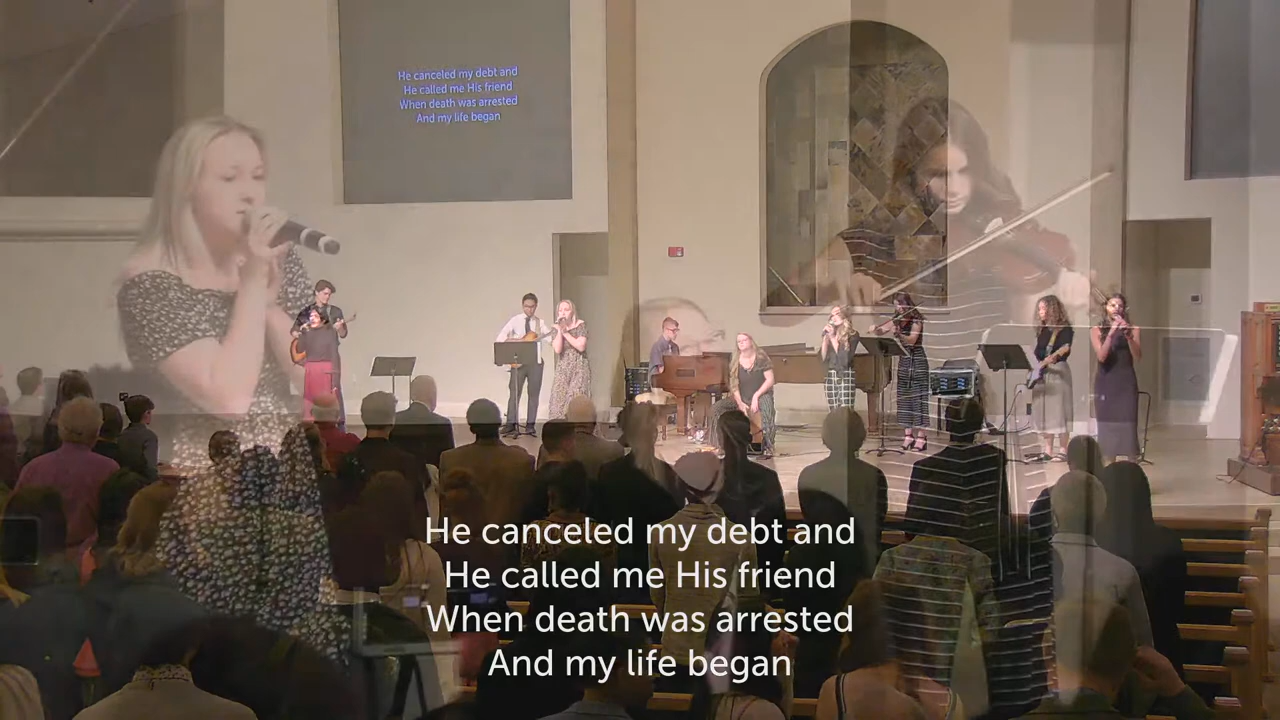 He canceled my debt and
He called me His friend
When death was arrested
And my life began
He canceled my debt and
He called me His friend
When death was arrested
And my life began